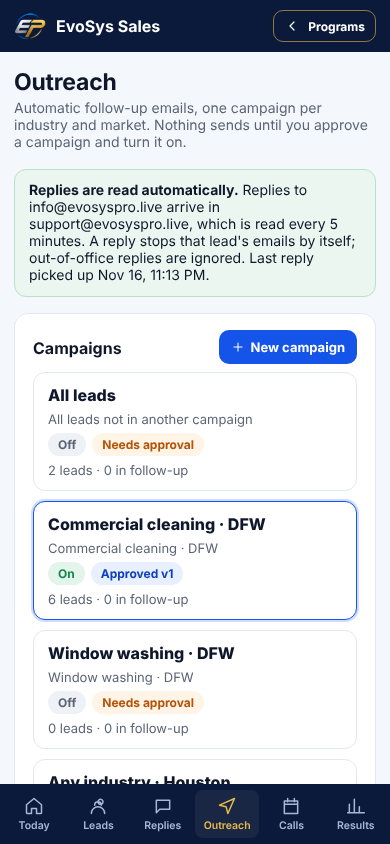 EP EvoSys Sales
Programs
Outreach
Automatic follow-up emails, one campaign per
industry and market. Nothing sends until you approve
a campaign and turn it on.
Replies are read automatically. Replies to
info@evosyspro.live arrive in
support@evosyspro.live, which is read every 5
minutes. A reply stops that lead's emails by itself;
out-of-office replies are ignored. Last reply
picked up Nov 16, 11:13 PM.
Campaigns
+ New campaign
All leads
All leads not in another campaign
Off Needs approval
2 leads · 0 in follow-up
Commercial cleaning · DFW
Commercial cleaning · DFW
On Approved v1
6 leads · 0 in follow-up
Window washing · DFW
Window washing · DFW
Off Needs approval
0 leads · 0 in follow-up
Any industry · Houston
Today Leads Replies Outreach Calls Results